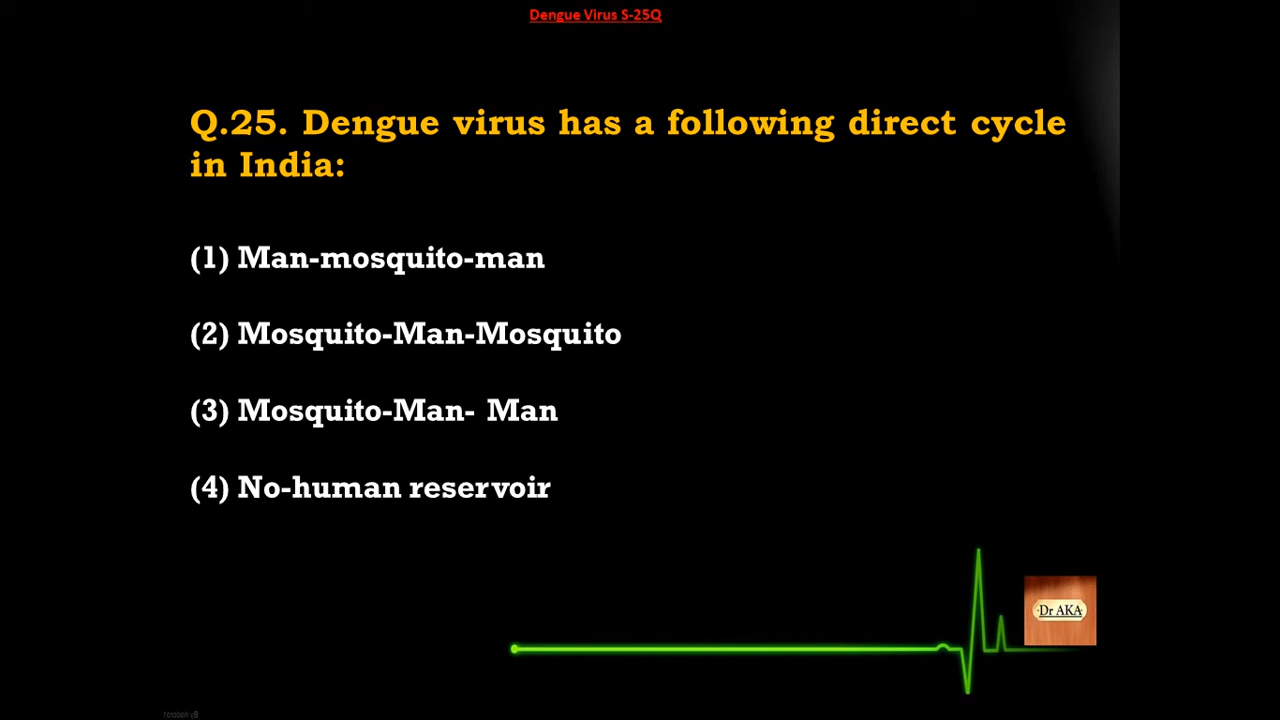 Dengue Virus S-25Q
Q.25. Dengue virus has a following direct cycle
in India:
(1) Man-mosquito-man
(2) Mosquito-Man-Mosquito
(3) Mosquito-Man- Man
(4) No-human reservoir
Dr AKA